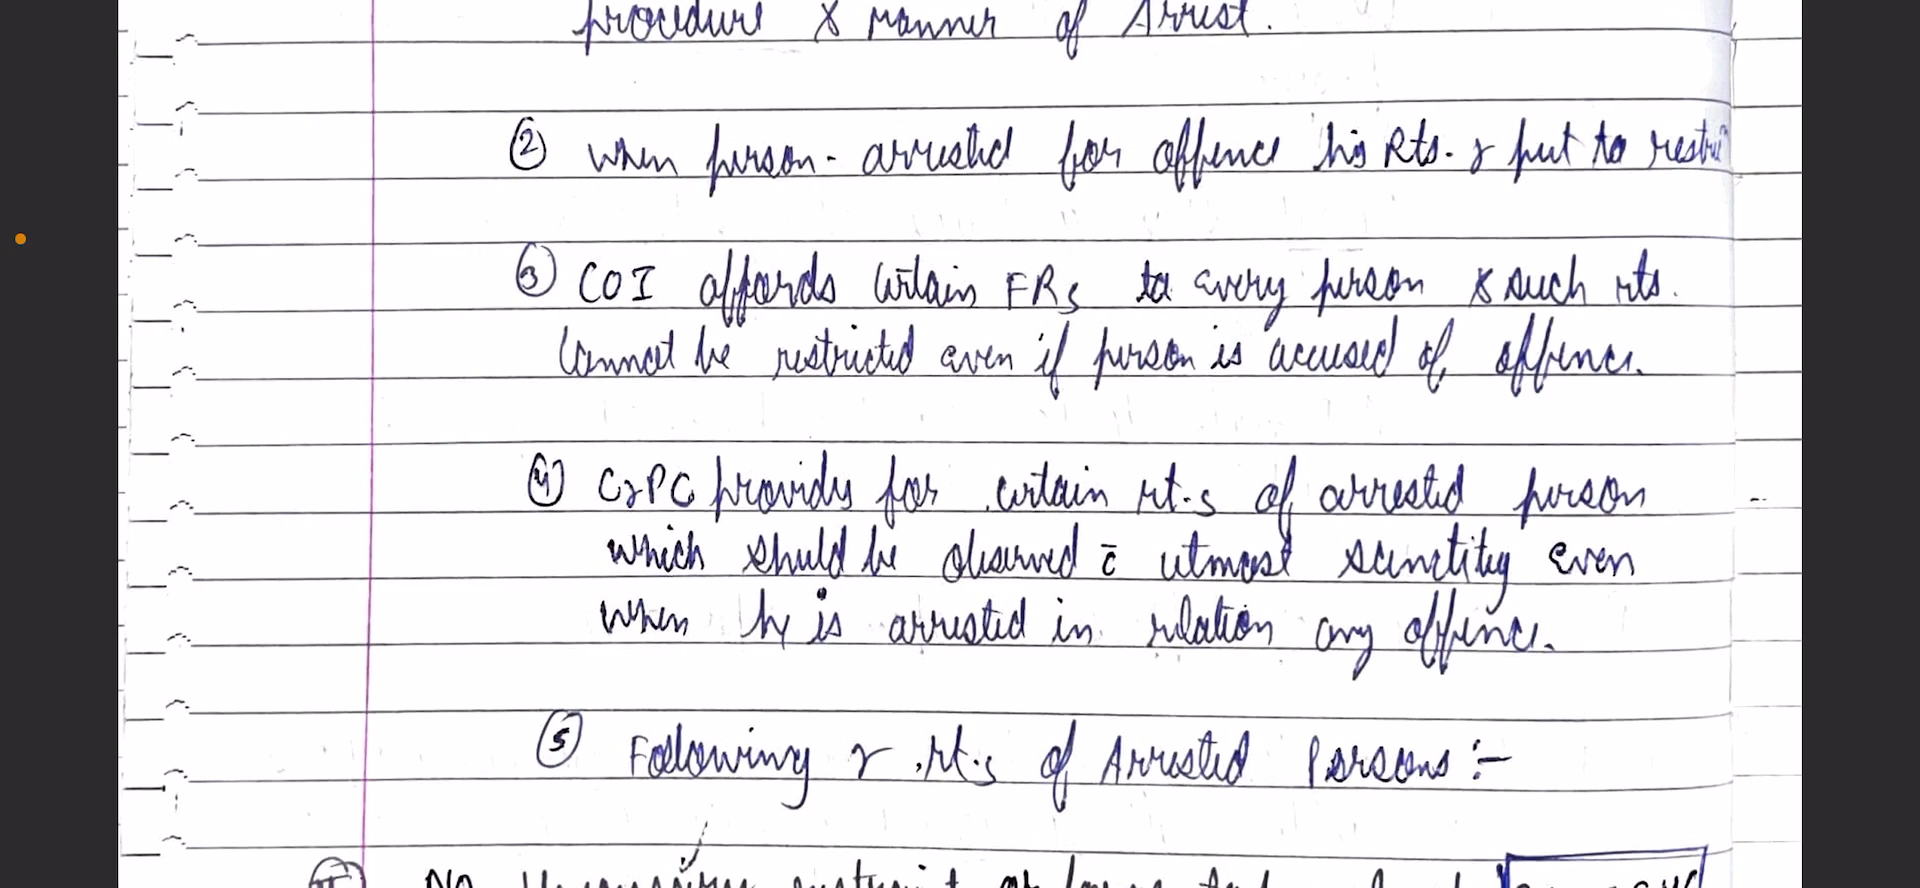 procedure & manner of Arrest.
② when person - arrested for offence his Rts. r put to restri
③ COI affords certain FRs to every person & such rts.
cannot be restricted even if person is accused of offence.
④ CrPC provides for certain rt.s of arrested person
which should be observed c̄ utmost sanctity even
when he is arrested in relation any offence.
⑤ Following r rt.s of Arrested Persons :-
No